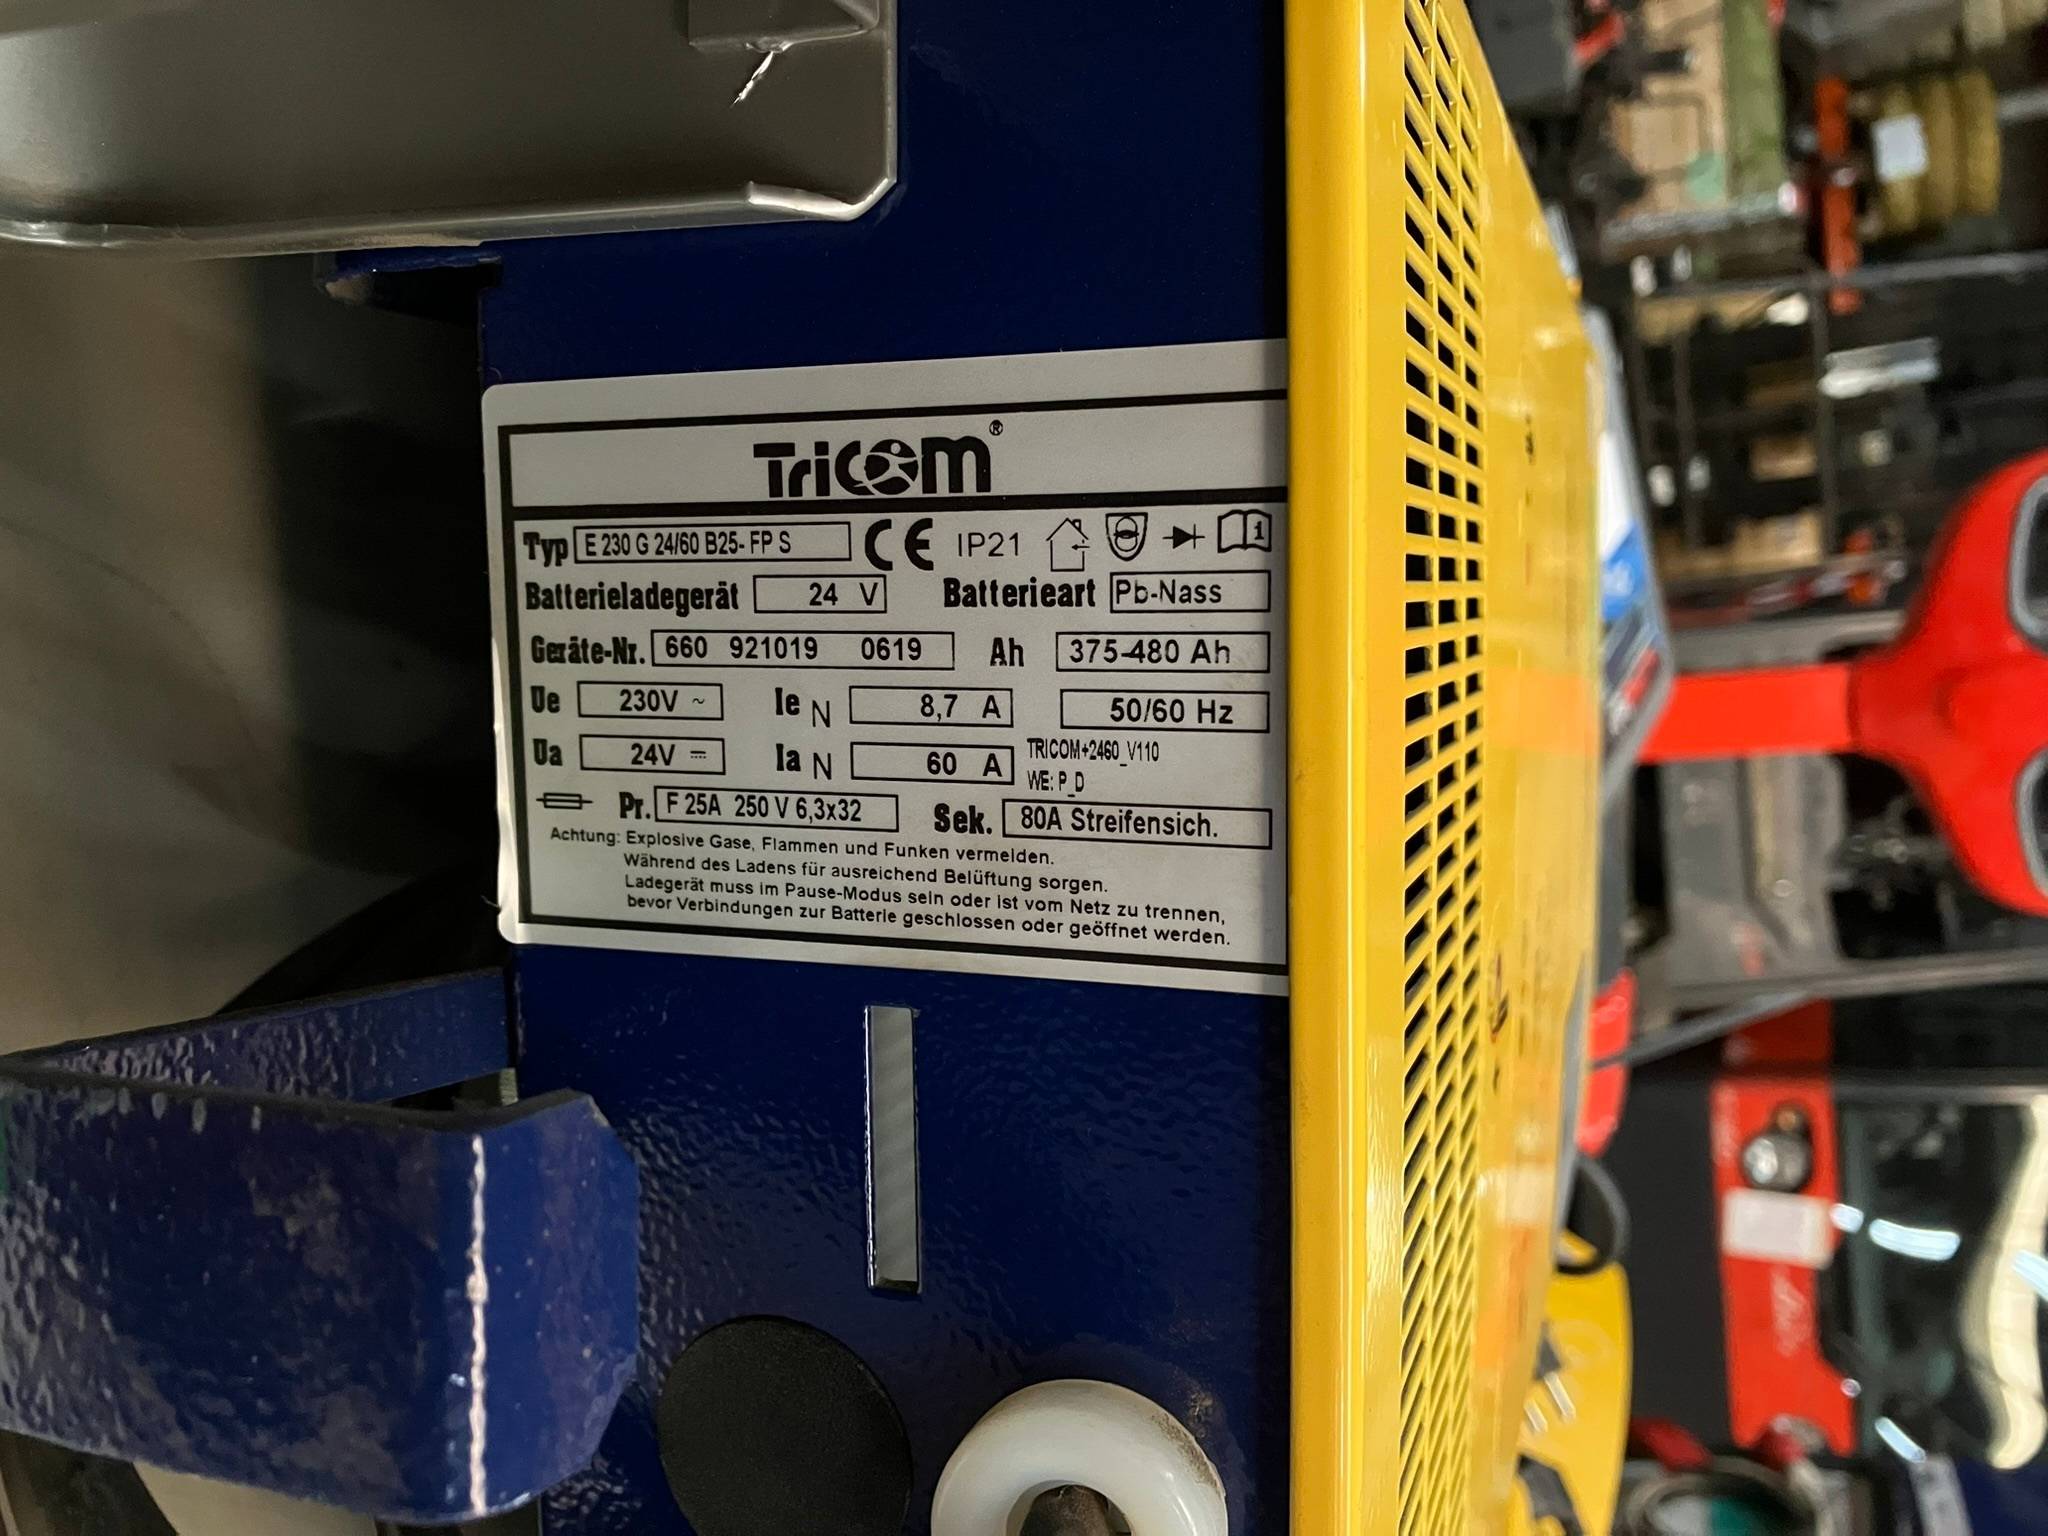 TriCOM®
Typ E 230 G 24/60 B25- FP S CE IP21 i
Batterieladegerät 24 V Batterieart Pb-Nass
Geräte-Nr. 660 921019 0619 Ah 375-480 Ah
Ue 230V ~ Ie N 8,7 A 50/60 Hz
Ua 24V ⎓ Ia N 60 A TRICOM+2460_V110
WE: P_D
Pr. F 25A 250 V 6,3x32 Sek. 80A Streifensich.
Achtung: Explosive Gase, Flammen und Funken vermeiden.
Während des Ladens für ausreichend Belüftung sorgen.
Ladegerät muss im Pause-Modus sein oder ist vom Netz zu trennen,
bevor Verbindungen zur Batterie geschlossen oder geöffnet werden.